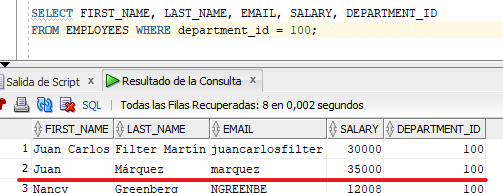 SELECT FIRST_NAME, LAST_NAME, EMAIL, SALARY, DEPARTMENT_ID
FROM EMPLOYEES WHERE department_id = 100;
Salida de Script x Resultado de la Consulta x
SQL | Todas las Filas Recuperadas: 8 en 0,002 segundos
FIRST_NAME LAST_NAME EMAIL SALARY DEPARTMENT_ID
1 Juan Carlos Filter Martín juancarlosfilter 30000 100
2 Juan Márquez marquez 35000 100
3 Nancy Greenberg NGREENBE 12008 100